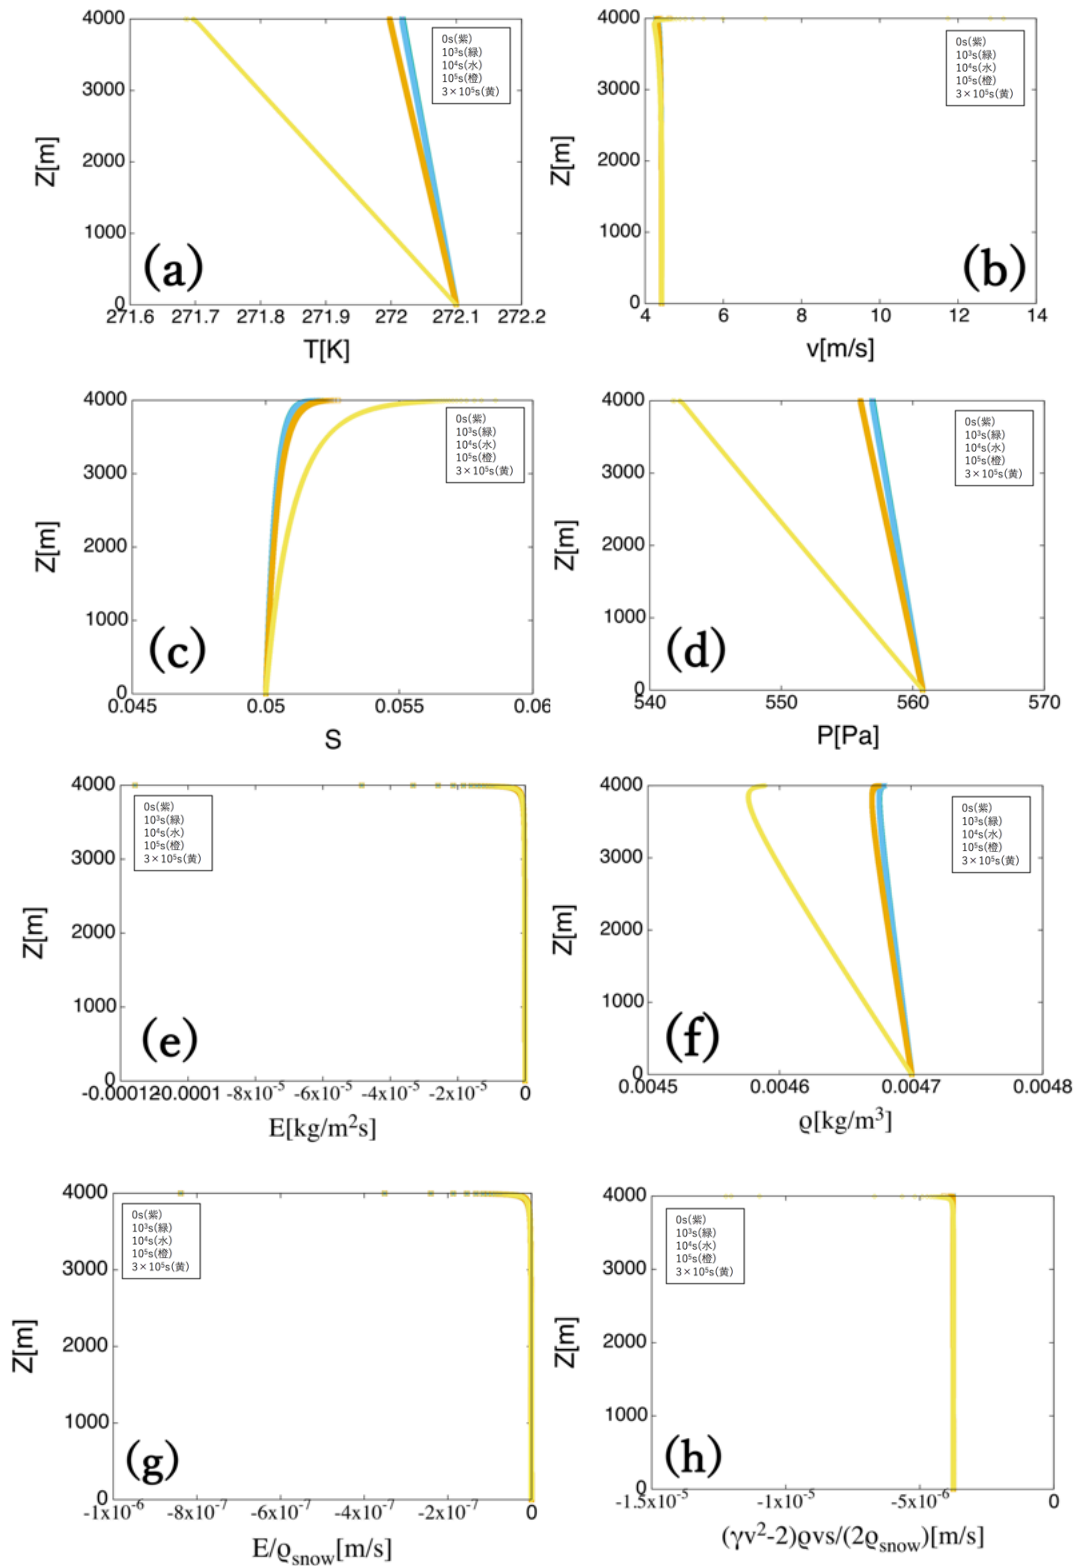 4000
3000
2000
1000
0
Z[m]
271.6 271.7 271.8 271.9 272 272.1 272.2
T[K]
0s(紫)
10³s(緑)
10⁴s(水)
10⁵s(橙)
3×10⁵s(黄)
(a)
4000
3000
2000
1000
0
Z[m]
4 6 8 10 12 14
v[m/s]
0s(紫)
10³s(緑)
10⁴s(水)
10⁵s(橙)
3×10⁵s(黄)
(b)
4000
3000
2000
1000
0
Z[m]
0.045 0.05 0.055 0.06
S
0s(紫)
10³s(緑)
10⁴s(水)
10⁵s(橙)
3×10⁵s(黄)
(c)
4000
3000
2000
1000
0
Z[m]
540 550 560 570
P[Pa]
0s(紫)
10³s(緑)
10⁴s(水)
10⁵s(橙)
3×10⁵s(黄)
(d)
4000
3000
2000
1000
0
Z[m]
-0.00012 -0.0001 -8x10⁻⁵ -6x10⁻⁵ -4x10⁻⁵ -2x10⁻⁵ 0
E[kg/m²s]
0s(紫)
10³s(緑)
10⁴s(水)
10⁵s(橙)
3×10⁵s(黄)
(e)
4000
3000
2000
1000
0
Z[m]
0.0045 0.0046 0.0047 0.0048
ϱ[kg/m³]
0s(紫)
10³s(緑)
10⁴s(水)
10⁵s(橙)
3×10⁵s(黄)
(f)
4000
3000
2000
1000
0
Z[m]
-1x10⁻⁶ -8x10⁻⁷ -6x10⁻⁷ -4x10⁻⁷ -2x10⁻⁷ 0
E/ϱsnow[m/s]
0s(紫)
10³s(緑)
10⁴s(水)
10⁵s(橙)
3×10⁵s(黄)
(g)
4000
3000
2000
1000
0
Z[m]
-1.5x10⁻⁵ -1x10⁻⁵ -5x10⁻⁶ 0
(γv²-2)ϱvs/(2ϱsnow)[m/s]
0s(紫)
10³s(緑)
10⁴s(水)
10⁵s(橙)
3×10⁵s(黄)
(h)